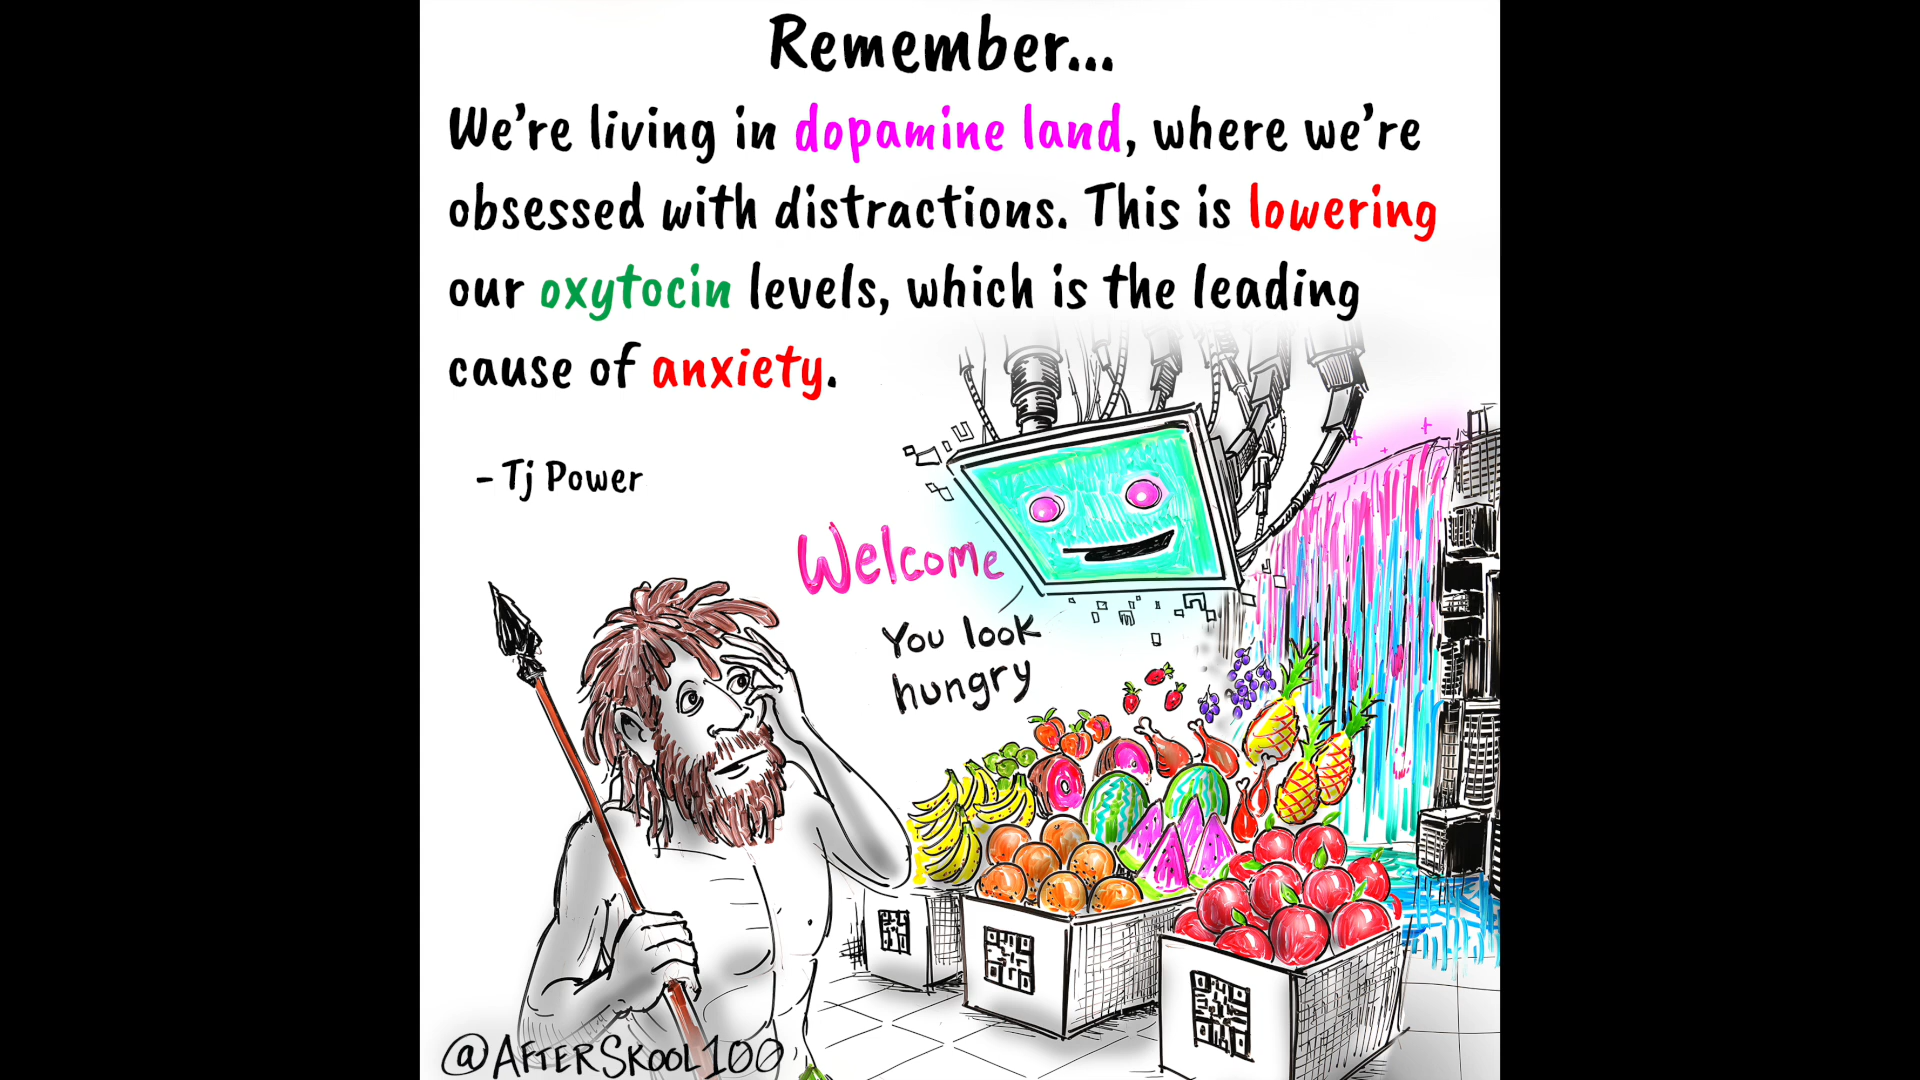 Remember...
We're living in dopamine land, where we're
obsessed with distractions. This is lowering
our oxytocin levels, which is the leading
cause of anxiety.
- Tj Power
Welcome
You look
hungry
@AFTERSKOOL100